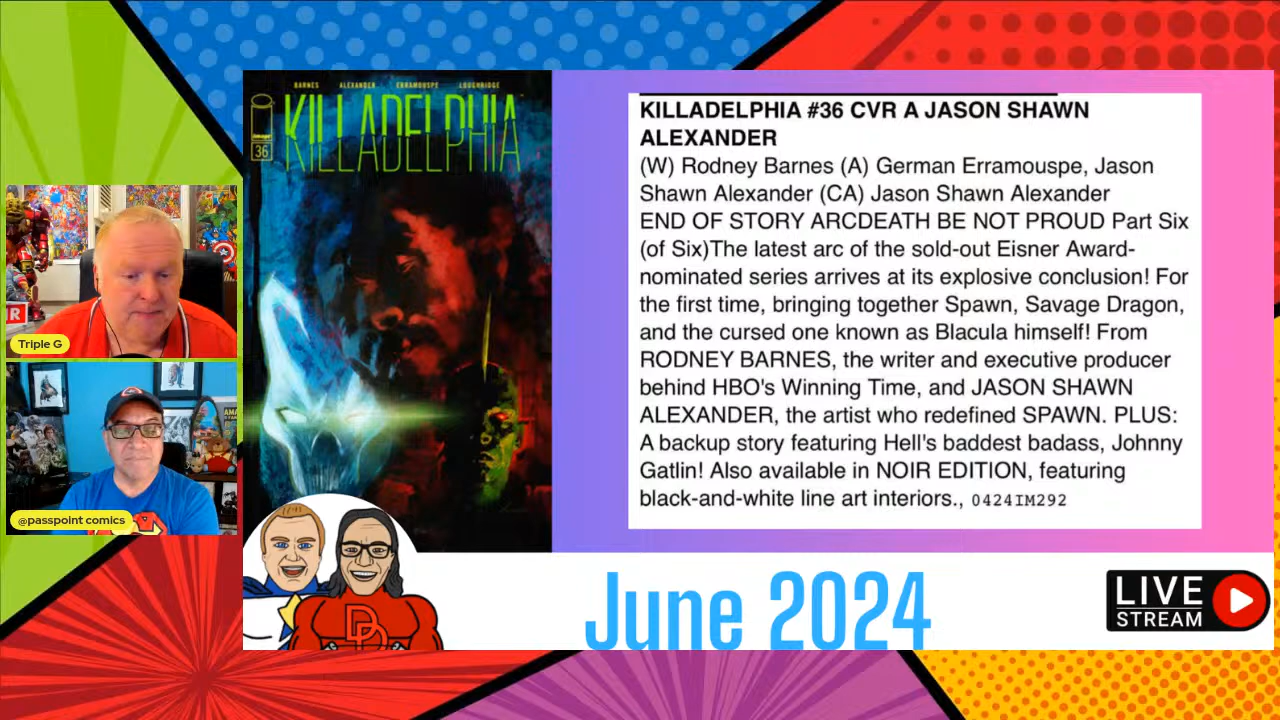 BARNES ALEXANDER ERRAMOUSPE LOUGHRIDGE
KILLADELPHIA
image
36
KILLADELPHIA #36 CVR A JASON SHAWN
ALEXANDER
(W) Rodney Barnes (A) German Erramouspe, Jason
Shawn Alexander (CA) Jason Shawn Alexander
END OF STORY ARCDEATH BE NOT PROUD Part Six
(of Six)The latest arc of the sold-out Eisner Award-
nominated series arrives at its explosive conclusion! For
the first time, bringing together Spawn, Savage Dragon,
and the cursed one known as Blacula himself! From
RODNEY BARNES, the writer and executive producer
behind HBO's Winning Time, and JASON SHAWN
ALEXANDER, the artist who redefined SPAWN. PLUS:
A backup story featuring Hell's baddest badass, Johnny
Gatlin! Also available in NOIR EDITION, featuring
black-and-white line art interiors., 0424IM292
Triple G
@passpoint comics
DD
June 2024
LIVE
STREAM